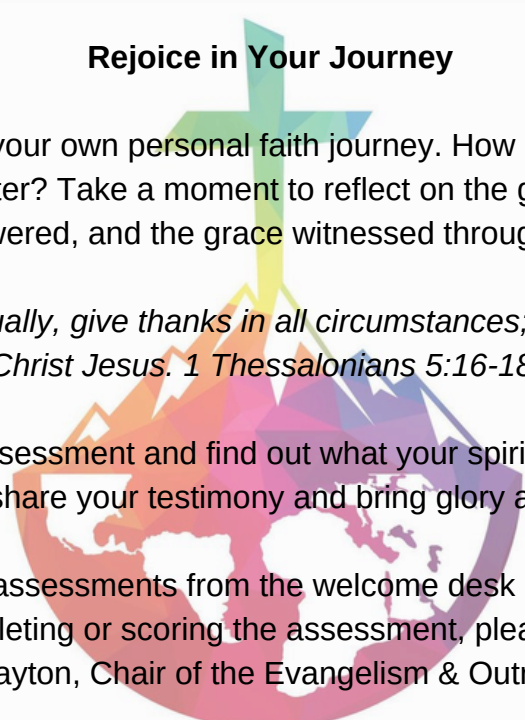 Rejoice in Your Journey
your own personal faith journey. How
ter? Take a moment to reflect on the g
wered, and the grace witnessed throug
ually, give thanks in all circumstances;
Christ Jesus. 1 Thessalonians 5:16-18
sessment and find out what your spiri
share your testimony and bring glory a
assessments from the welcome desk
leting or scoring the assessment, plea
ayton, Chair of the Evangelism & Outr